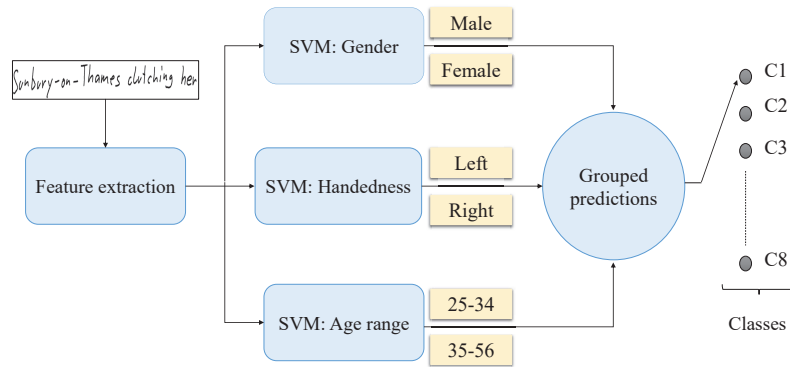 Sunbury-on-Thames clutching her
Feature extraction
SVM: Gender
Male
Female
SVM: Handedness
Left
Right
SVM: Age range
25-34
35-56
Grouped
predictions
C1
C2
C3
C8
Classes